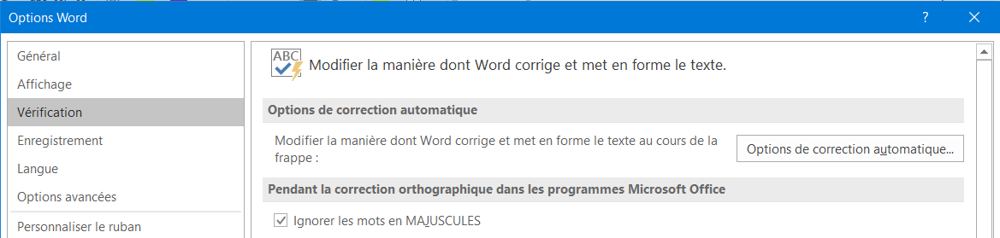 Options Word
?
Général
Affichage
Vérification
Enregistrement
Langue
Options avancées
Personnaliser le ruban
ABC
Modifier la manière dont Word corrige et met en forme le texte.
Options de correction automatique
Modifier la manière dont Word corrige et met en forme le texte au cours de la
frappe :
Options de correction automatique...
Pendant la correction orthographique dans les programmes Microsoft Office
Ignorer les mots en MAJUSCULES